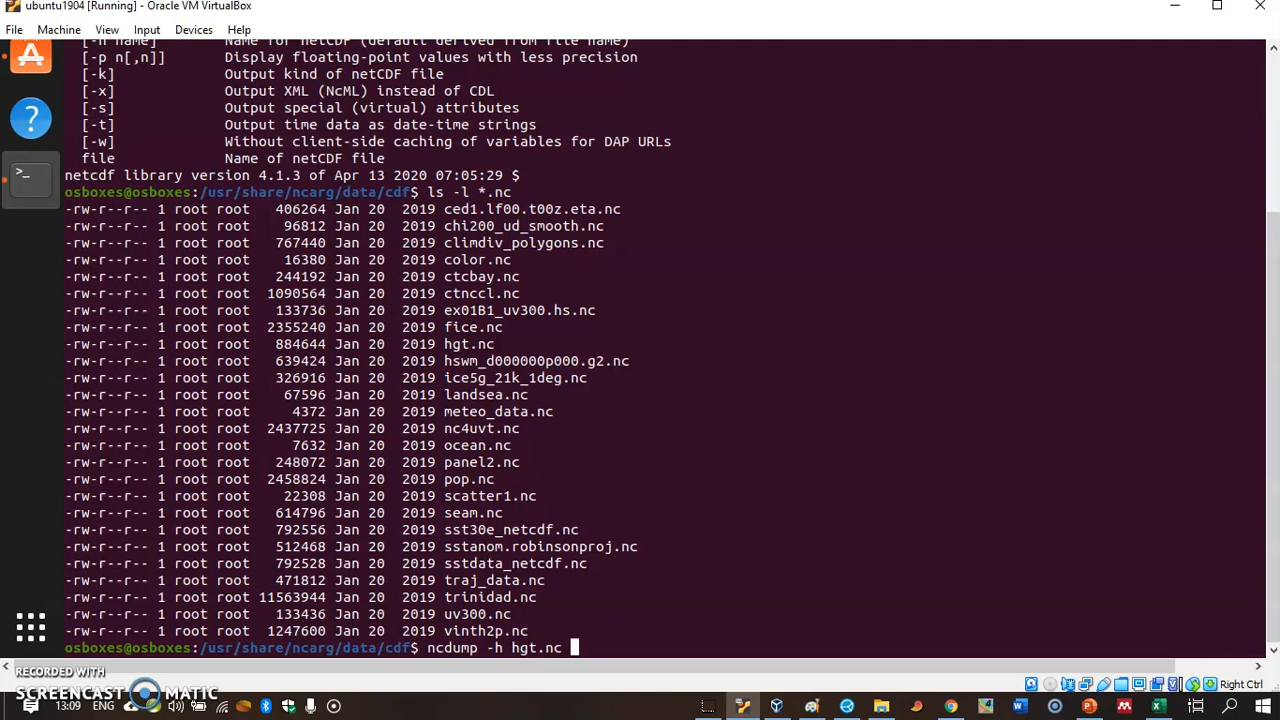 ubuntu1904 [Running] - Oracle VM VirtualBox
File Machine View Input Devices Help
[-n name] Name for netCDF (default derived from file name)
[-p n[,n]] Display floating-point values with less precision
[-k] Output kind of netCDF file
[-x] Output XML (NcML) instead of CDL
[-s] Output special (virtual) attributes
[-t] Output time data as date-time strings
[-w] Without client-side caching of variables for DAP URLs
file Name of netCDF file
netcdf library version 4.1.3 of Apr 13 2020 07:05:29 $
osboxes@osboxes:/usr/share/ncarg/data/cdf$ ls -l *.nc
-rw-r--r-- 1 root root 406264 Jan 20 2019 ced1.lf00.t00z.eta.nc
-rw-r--r-- 1 root root 96812 Jan 20 2019 chi200_ud_smooth.nc
-rw-r--r-- 1 root root 767440 Jan 20 2019 climdiv_polygons.nc
-rw-r--r-- 1 root root 16380 Jan 20 2019 color.nc
-rw-r--r-- 1 root root 244192 Jan 20 2019 ctcbay.nc
-rw-r--r-- 1 root root 1090564 Jan 20 2019 ctnccl.nc
-rw-r--r-- 1 root root 133736 Jan 20 2019 ex01B1_uv300.hs.nc
-rw-r--r-- 1 root root 2355240 Jan 20 2019 fice.nc
-rw-r--r-- 1 root root 884644 Jan 20 2019 hgt.nc
-rw-r--r-- 1 root root 639424 Jan 20 2019 hswm_d000000p000.g2.nc
-rw-r--r-- 1 root root 326916 Jan 20 2019 ice5g_21k_1deg.nc
-rw-r--r-- 1 root root 67596 Jan 20 2019 landsea.nc
-rw-r--r-- 1 root root 4372 Jan 20 2019 meteo_data.nc
-rw-r--r-- 1 root root 2437725 Jan 20 2019 nc4uvt.nc
-rw-r--r-- 1 root root 7632 Jan 20 2019 ocean.nc
-rw-r--r-- 1 root root 248072 Jan 20 2019 panel2.nc
-rw-r--r-- 1 root root 2458824 Jan 20 2019 pop.nc
-rw-r--r-- 1 root root 22308 Jan 20 2019 scatter1.nc
-rw-r--r-- 1 root root 614796 Jan 20 2019 seam.nc
-rw-r--r-- 1 root root 792556 Jan 20 2019 sst30e_netcdf.nc
-rw-r--r-- 1 root root 512468 Jan 20 2019 sstanom.robinsonproj.nc
-rw-r--r-- 1 root root 792528 Jan 20 2019 sstdata_netcdf.nc
-rw-r--r-- 1 root root 471812 Jan 20 2019 traj_data.nc
-rw-r--r-- 1 root root 11563944 Jan 20 2019 trinidad.nc
-rw-r--r-- 1 root root 133436 Jan 20 2019 uv300.nc
-rw-r--r-- 1 root root 1247600 Jan 20 2019 vinth2p.nc
osboxes@osboxes:/usr/share/ncarg/data/cdf$ ncdump -h hgt.nc
RECORDED WITH
SCREENCAST MATIC
Right Ctrl
13:09 ENG